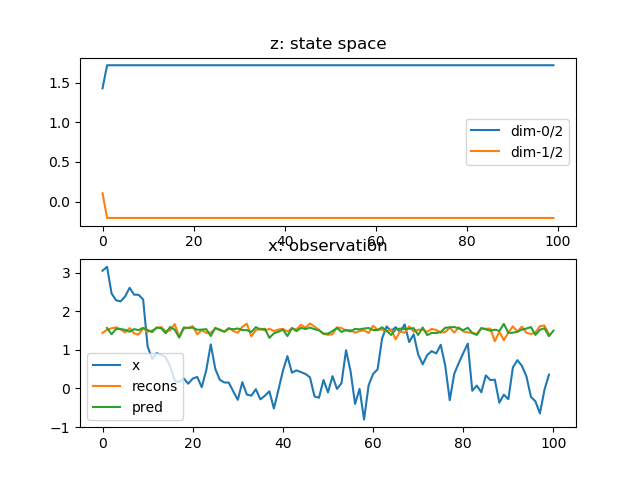 z: state space
1.5
1.0
0.5
0.0
dim-0/2
dim-1/2
0 20 40 60 80 100
x: observation
3
2
1
0
−1
x
recons
pred
0 20 40 60 80 100